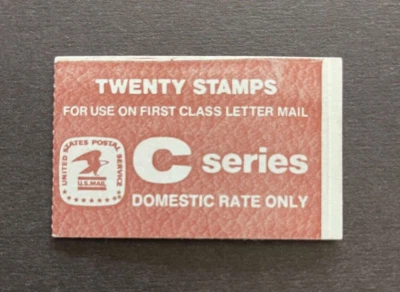 TWENTY STAMPS
FOR USE ON FIRST CLASS LETTER MAIL
UNITED STATES POSTAL SERVICE
U.S.MAIL
C series
DOMESTIC RATE ONLY